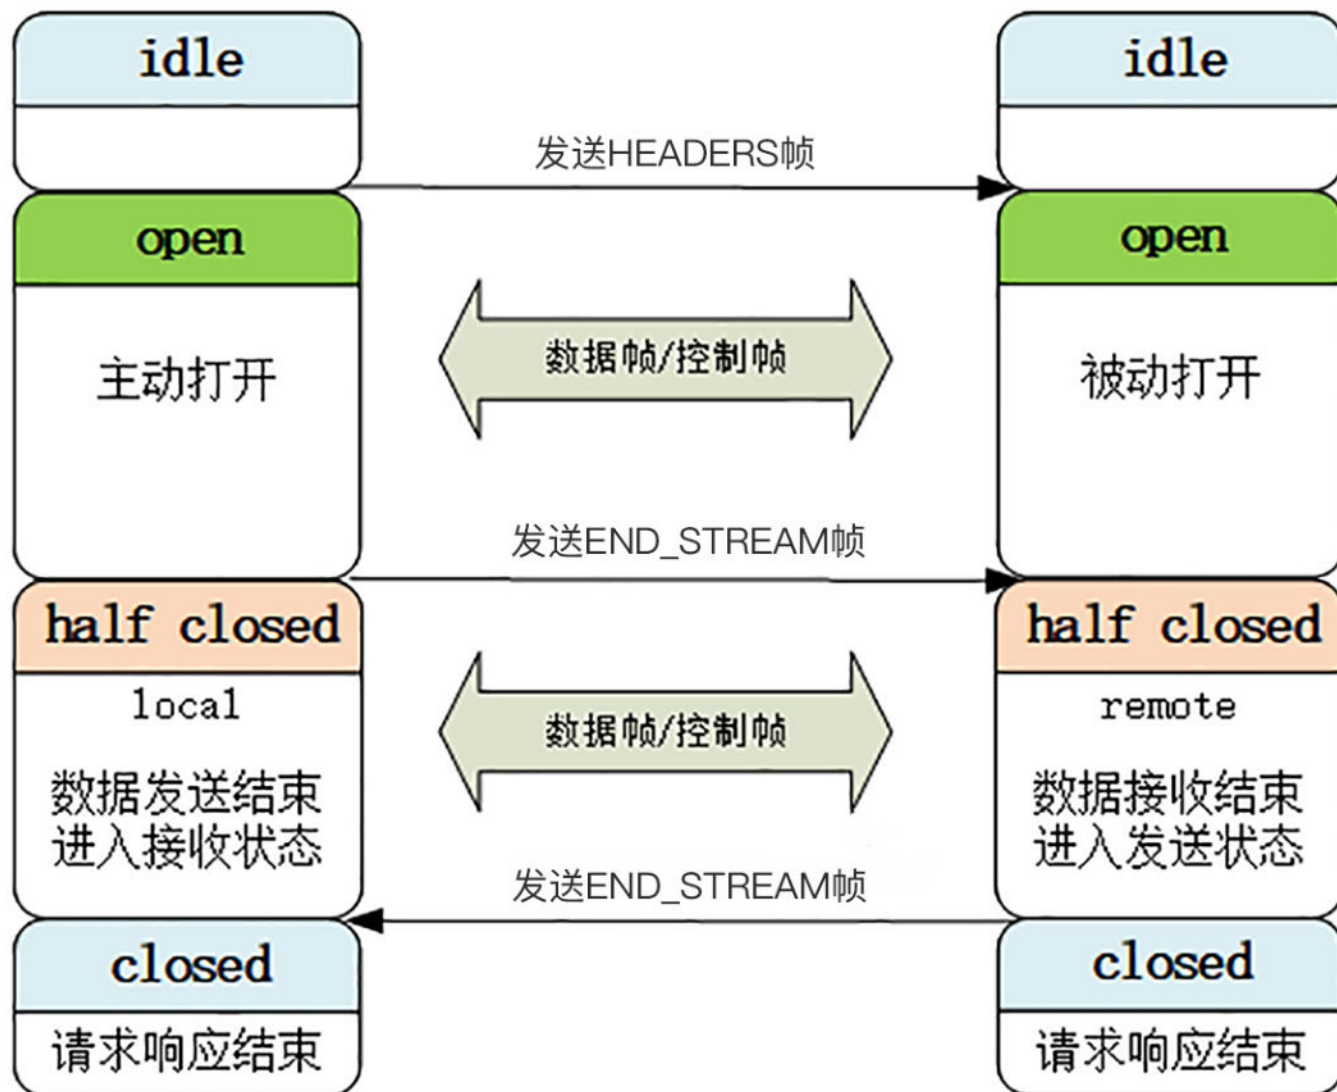 idle
idle
发送HEADERS帧
open
open
主动打开
数据帧/控制帧
被动打开
发送END_STREAM帧
half closed
half closed
local
remote
数据帧/控制帧
数据发送结束
进入接收状态
数据接收结束
进入发送状态
发送END_STREAM帧
closed
closed
请求响应结束
请求响应结束